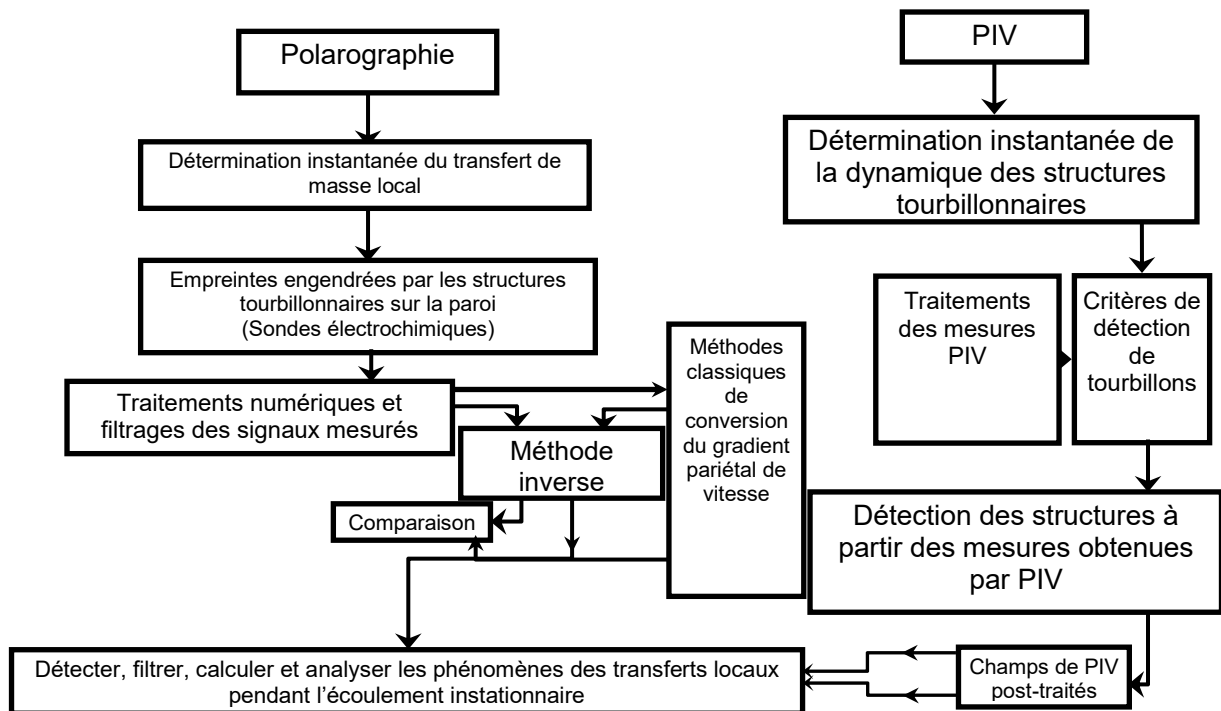 Polarographie
Détermination instantanée du transfert de
masse local
Empreintes engendrées par les structures
tourbillonnaires sur la paroi
(Sondes électrochimiques)
Traitements numériques et
filtrages des signaux mesurés
Méthode
inverse
Comparaison
Méthodes
classiques
de
conversion
du gradient
pariétal de
vitesse
PIV
Détermination instantanée de
la dynamique des structures
tourbillonnaires
Traitements
des mesures
PIV
Critères de
détection
de
tourbillons
Détection des structures à
partir des mesures obtenues
par PIV
Champs de PIV
post-traités
Détecter, filtrer, calculer et analyser les phénomènes des transferts locaux
pendant l’écoulement instationnaire